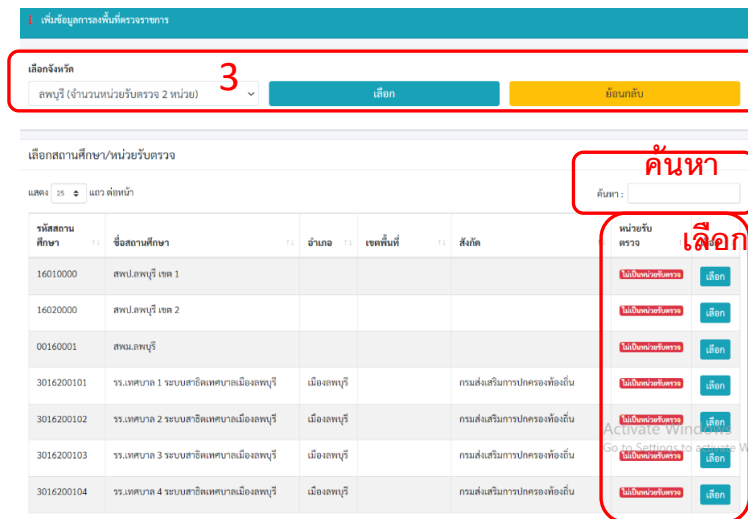 เพิ่มข้อมูลการลงพื้นที่ตรวจราชการ
เลือกจังหวัด
3
ลพบุรี (จำนวนหน่วยรับตรวจ 2 หน่วย) เลือก ย้อนกลับ
เลือกสถานศึกษา/หน่วยรับตรวจ
ค้นหา
แสดง 25 แถว ต่อหน้า ค้นหา :
รหัสสถานศึกษา ชื่อสถานศึกษา อำเภอ เขตพื้นที่ สังกัด หน่วยรับตรวจ เลือก
16010000 สพป.ลพบุรี เขต 1 ไม่เป็นหน่วยรับตรวจ เลือก
16020000 สพป.ลพบุรี เขต 2 ไม่เป็นหน่วยรับตรวจ เลือก
00160001 สพม.ลพบุรี ไม่เป็นหน่วยรับตรวจ เลือก
3016200101 รร.เทศบาล 1 ระบบสาธิตเทศบาลเมืองลพบุรี เมืองลพบุรี กรมส่งเสริมการปกครองท้องถิ่น ไม่เป็นหน่วยรับตรวจ เลือก
3016200102 รร.เทศบาล 2 ระบบสาธิตเทศบาลเมืองลพบุรี เมืองลพบุรี กรมส่งเสริมการปกครองท้องถิ่น ไม่เป็นหน่วยรับตรวจ เลือก
Activate Windows
3016200103 รร.เทศบาล 3 ระบบสาธิตเทศบาลเมืองลพบุรี เมืองลพบุรี กรมส่งเสริมการปกครองท้องถิ่น ไม่เป็นหน่วยรับตรวจ เลือก
Go to Settings to activate W
3016200104 รร.เทศบาล 4 ระบบสาธิตเทศบาลเมืองลพบุรี เมืองลพบุรี กรมส่งเสริมการปกครองท้องถิ่น ไม่เป็นหน่วยรับตรวจ เลือก